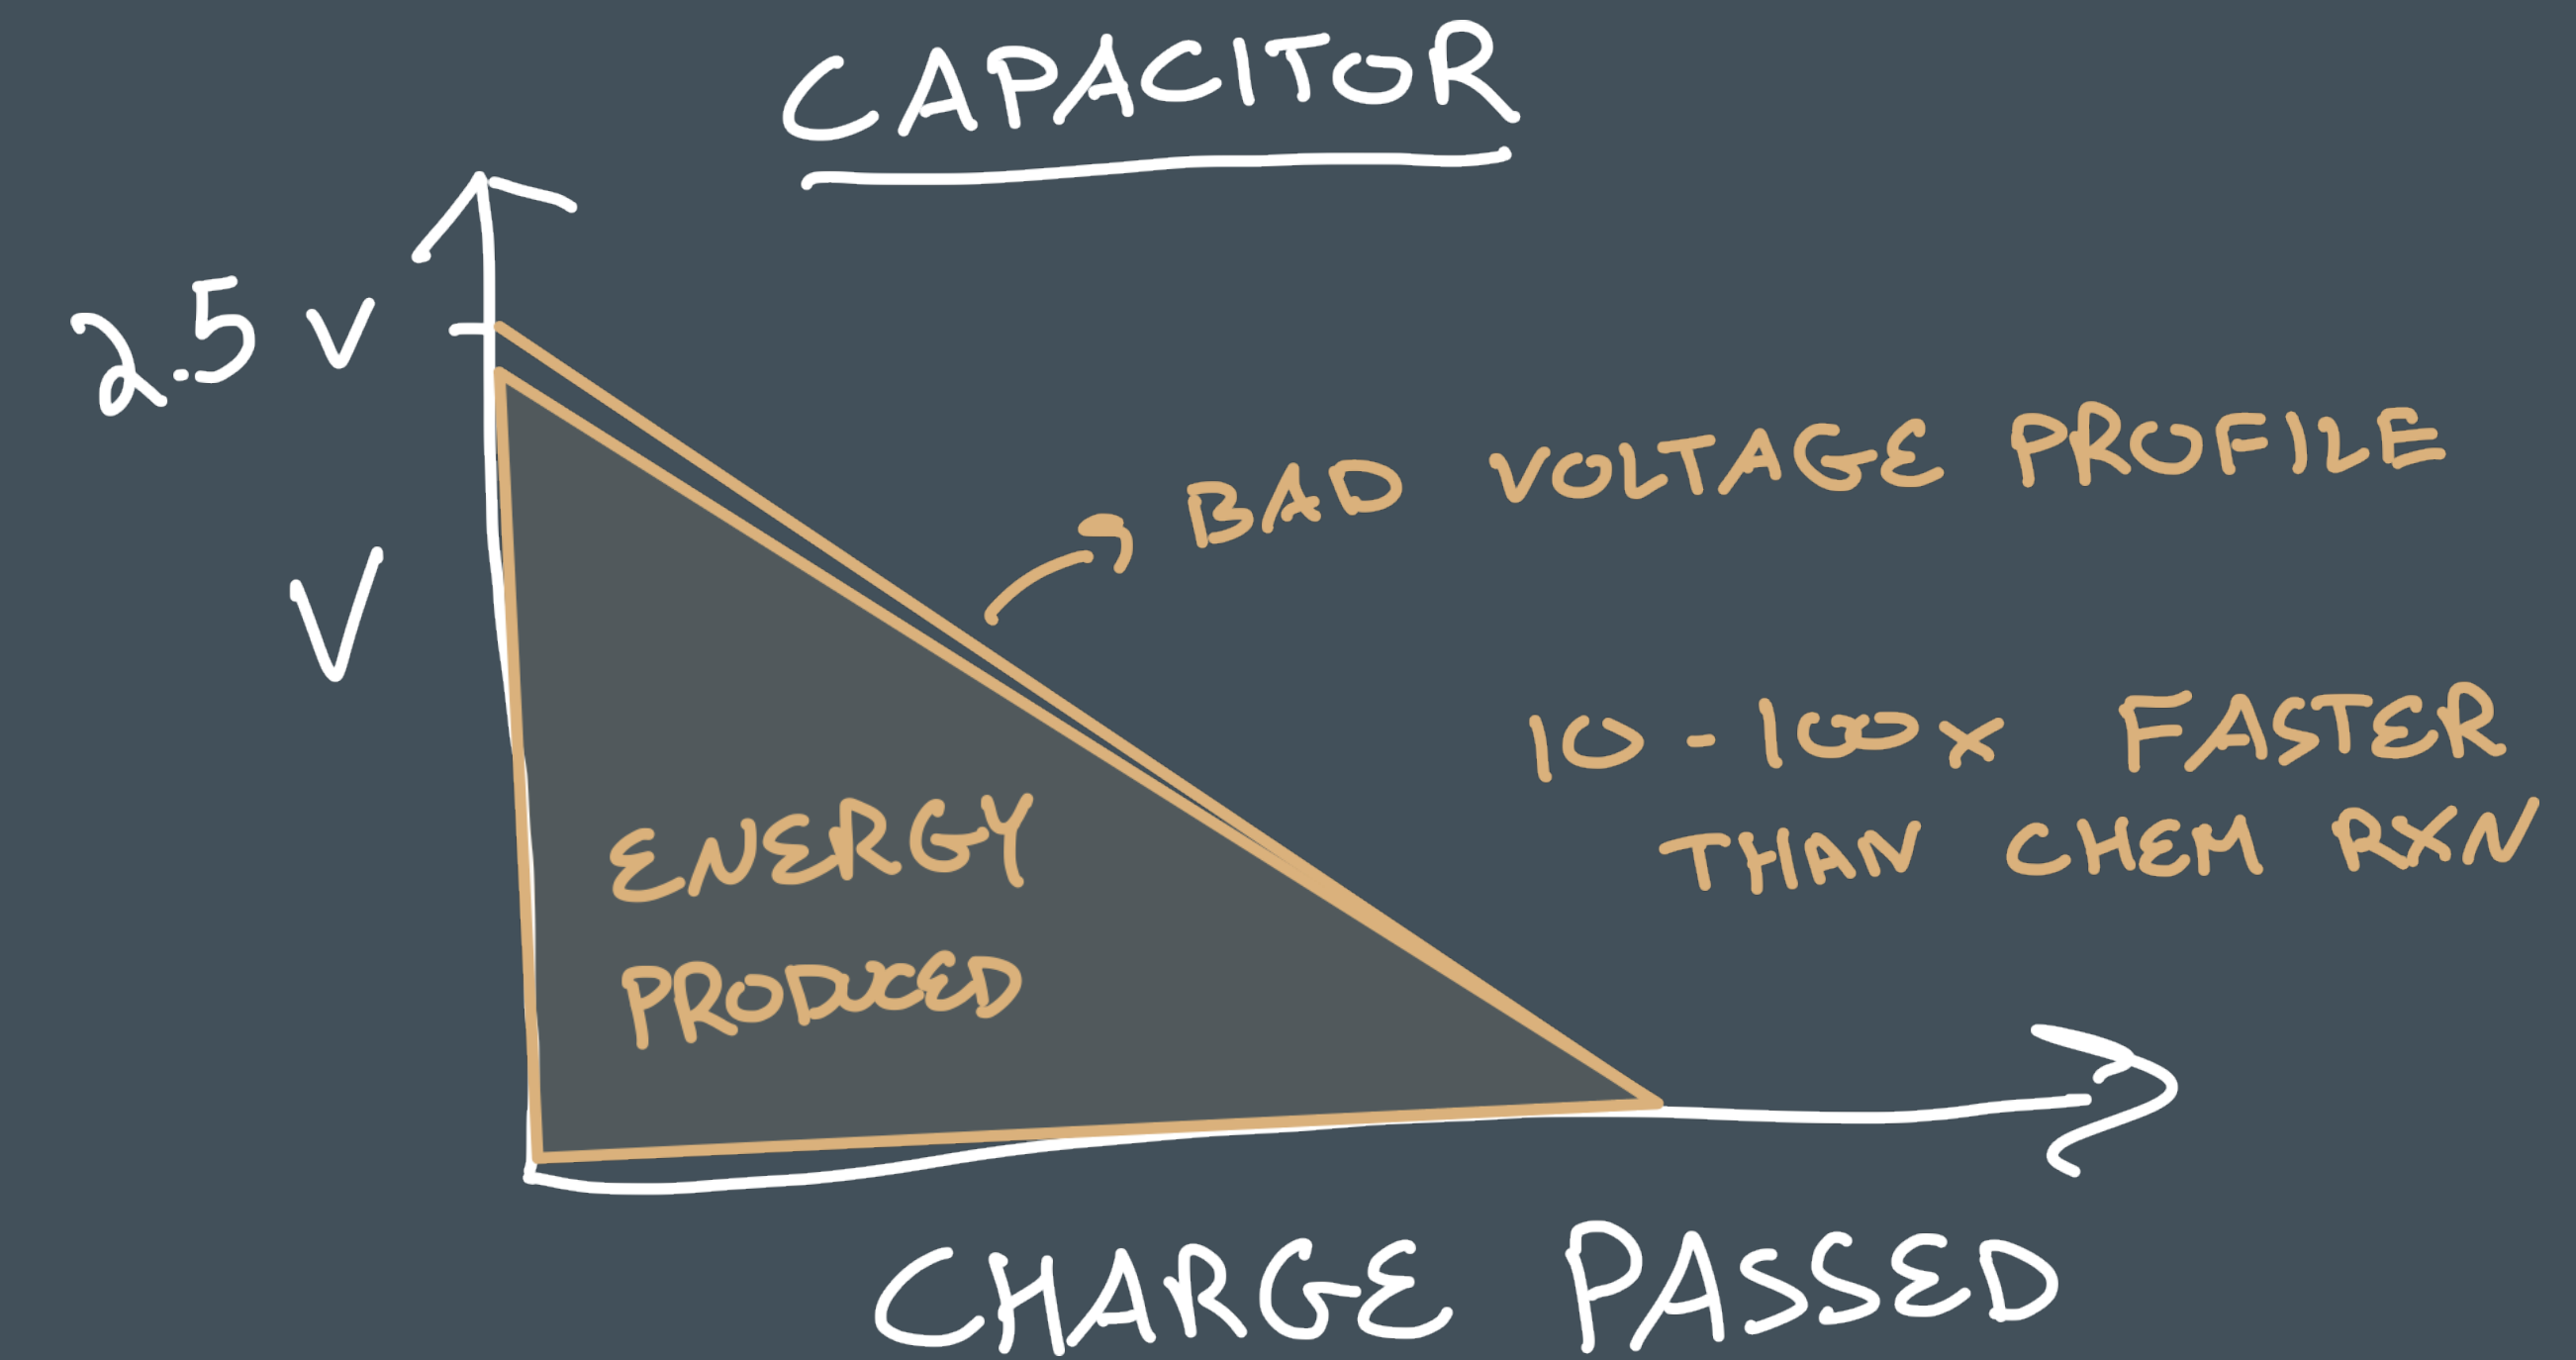 CAPACITOR
2.5 V
BAD VOLTAGE PROFILE
V
10-100x FASTER
THAN CHEM RXN
ENERGY
PRODUCED
CHARGE PASSED